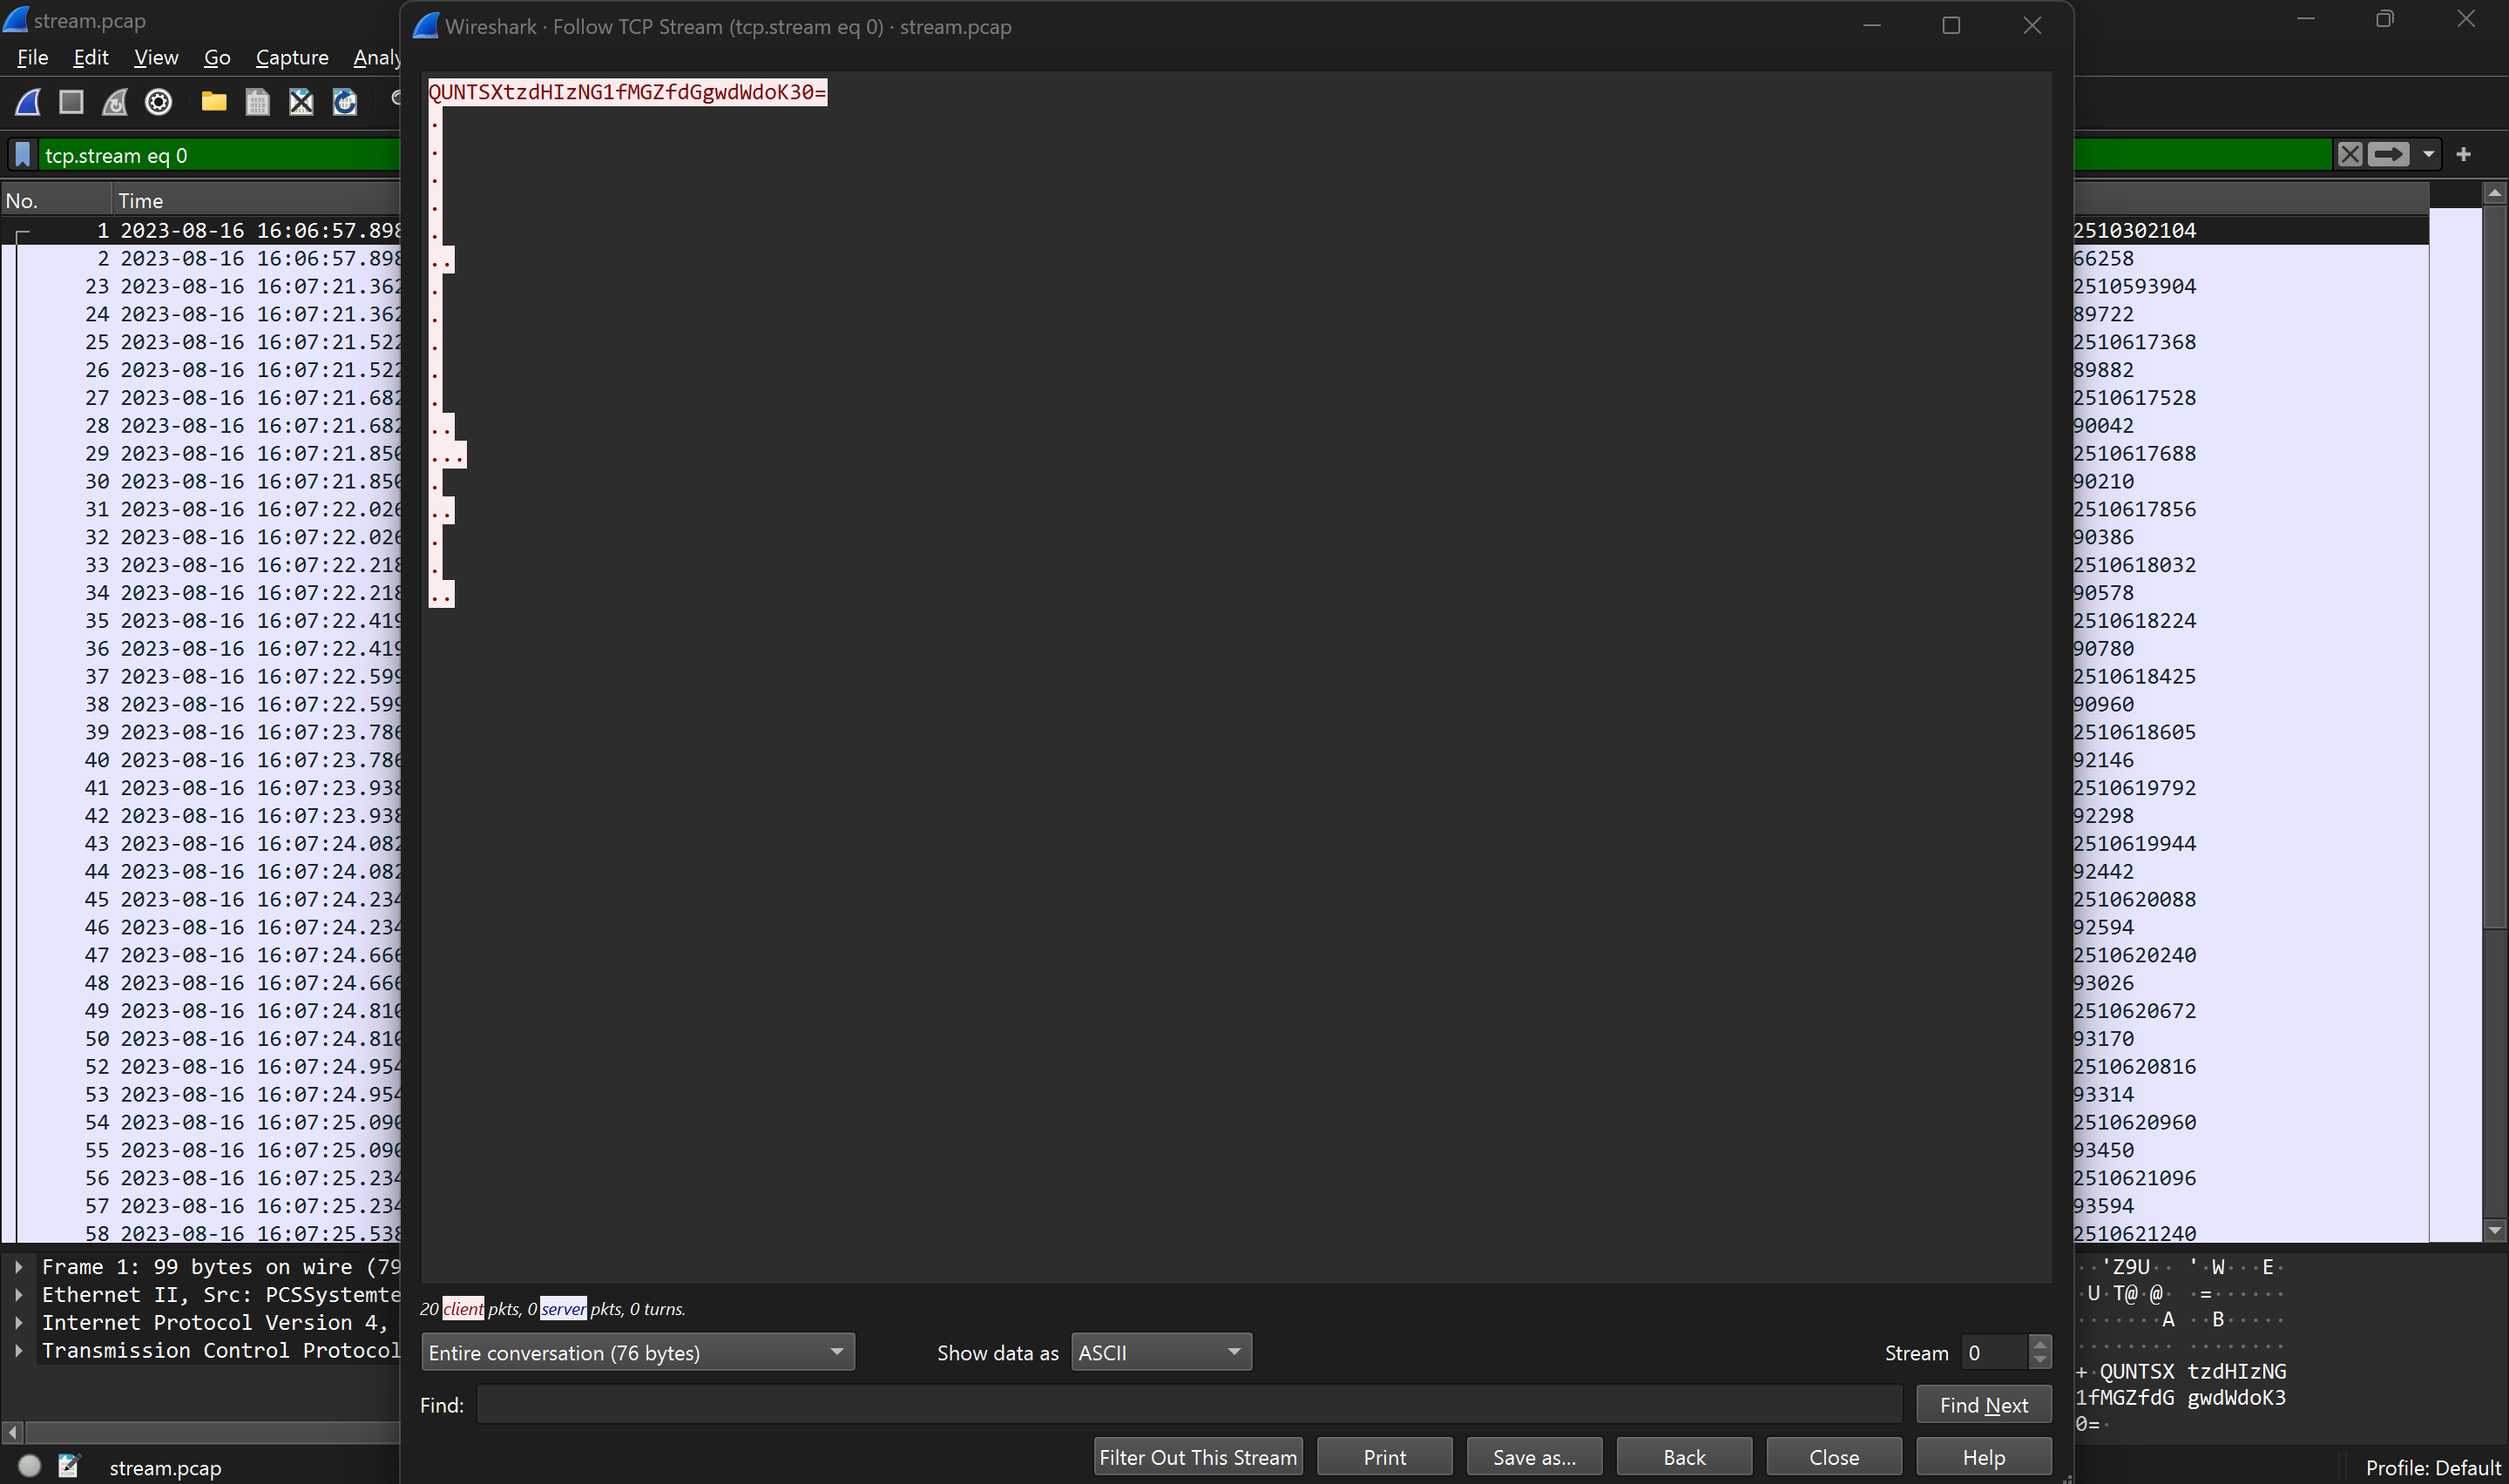 stream.pcap
File Edit View Go Capture Analy
tcp.stream eq 0
No. Time
1 2023-08-16 16:06:57.898 2510302104
2 2023-08-16 16:06:57.898 66258
23 2023-08-16 16:07:21.362 2510593904
24 2023-08-16 16:07:21.362 89722
25 2023-08-16 16:07:21.522 2510617368
26 2023-08-16 16:07:21.522 89882
27 2023-08-16 16:07:21.682 2510617528
28 2023-08-16 16:07:21.682 90042
29 2023-08-16 16:07:21.850 2510617688
30 2023-08-16 16:07:21.850 90210
31 2023-08-16 16:07:22.026 2510617856
32 2023-08-16 16:07:22.026 90386
33 2023-08-16 16:07:22.218 2510618032
34 2023-08-16 16:07:22.218 90578
35 2023-08-16 16:07:22.419 2510618224
36 2023-08-16 16:07:22.419 90780
37 2023-08-16 16:07:22.599 2510618425
38 2023-08-16 16:07:22.599 90960
39 2023-08-16 16:07:23.786 2510618605
40 2023-08-16 16:07:23.786 92146
41 2023-08-16 16:07:23.938 2510619792
42 2023-08-16 16:07:23.938 92298
43 2023-08-16 16:07:24.082 2510619944
44 2023-08-16 16:07:24.082 92442
45 2023-08-16 16:07:24.234 2510620088
46 2023-08-16 16:07:24.234 92594
47 2023-08-16 16:07:24.666 2510620240
48 2023-08-16 16:07:24.666 93026
49 2023-08-16 16:07:24.810 2510620672
50 2023-08-16 16:07:24.810 93170
52 2023-08-16 16:07:24.954 2510620816
53 2023-08-16 16:07:24.954 93314
54 2023-08-16 16:07:25.090 2510620960
55 2023-08-16 16:07:25.090 93450
56 2023-08-16 16:07:25.234 2510621096
57 2023-08-16 16:07:25.234 93594
58 2023-08-16 16:07:25.538 2510621240
Frame 1: 99 bytes on wire (79
Ethernet II, Src: PCSSystemte
Internet Protocol Version 4,
Transmission Control Protocol
··'Z9U·· '·W···E·
·U·T@·@· ·=······
·······A ··B·····
········ ········
+·QUNTSX tzdHIzNG
1fMGZfdG gwdWdoK3
0=·
stream.pcap
Profile: Default
Wireshark · Follow TCP Stream (tcp.stream eq 0) · stream.pcap
QUNTSXtzdHIzNG1fMGZfdGgwdWdoK30=
.
.
.
.
.
..
.
.
.
.
.
..
...
.
..
.
.
..
20 client pkts, 0 server pkts, 0 turns.
Entire conversation (76 bytes) Show data as ASCII Stream 0
Find: Find Next
Filter Out This Stream Print Save as... Back Close Help